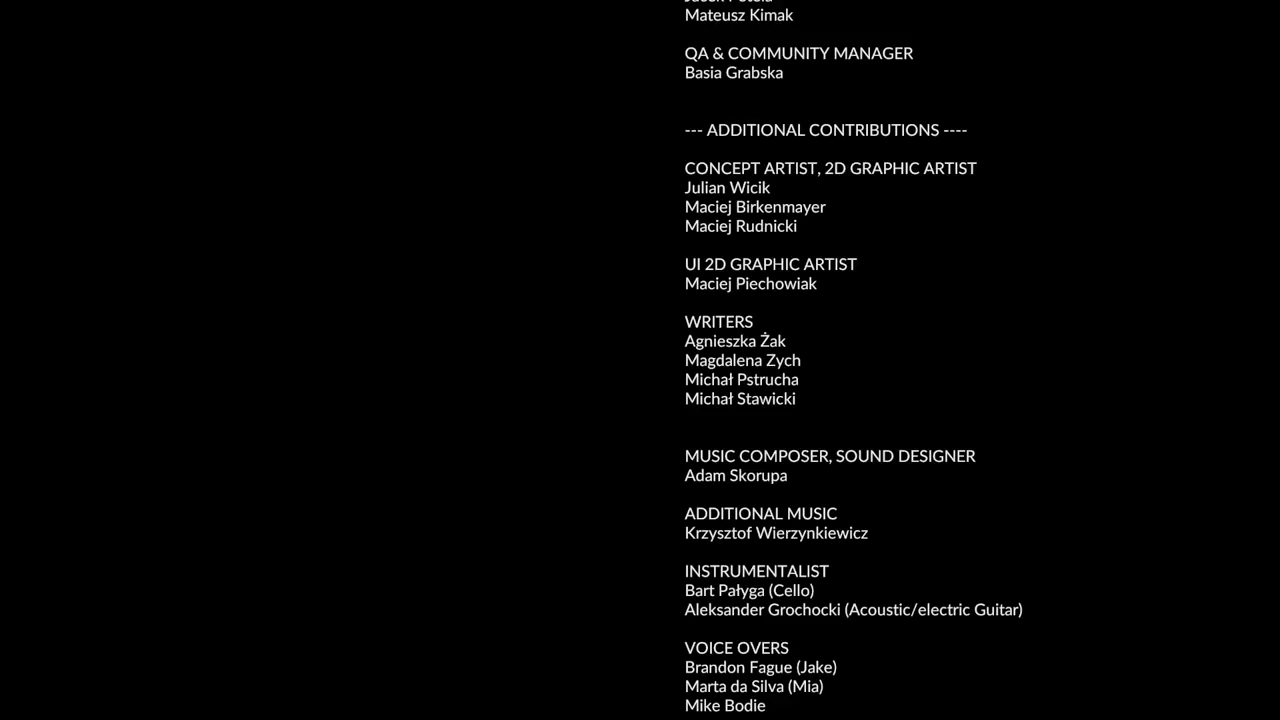 Mateusz Kimak
QA & COMMUNITY MANAGER
Basia Grabska
--- ADDITIONAL CONTRIBUTIONS ----
CONCEPT ARTIST, 2D GRAPHIC ARTIST
Julian Wicik
Maciej Birkenmayer
Maciej Rudnicki
UI 2D GRAPHIC ARTIST
Maciej Piechowiak
WRITERS
Agnieszka Żak
Magdalena Zych
Michał Pstrucha
Michał Stawicki
MUSIC COMPOSER, SOUND DESIGNER
Adam Skorupa
ADDITIONAL MUSIC
Krzysztof Wierzynkiewicz
INSTRUMENTALIST
Bart Pałyga (Cello)
Aleksander Grochocki (Acoustic/electric Guitar)
VOICE OVERS
Brandon Fague (Jake)
Marta da Silva (Mia)
Mike Bodie